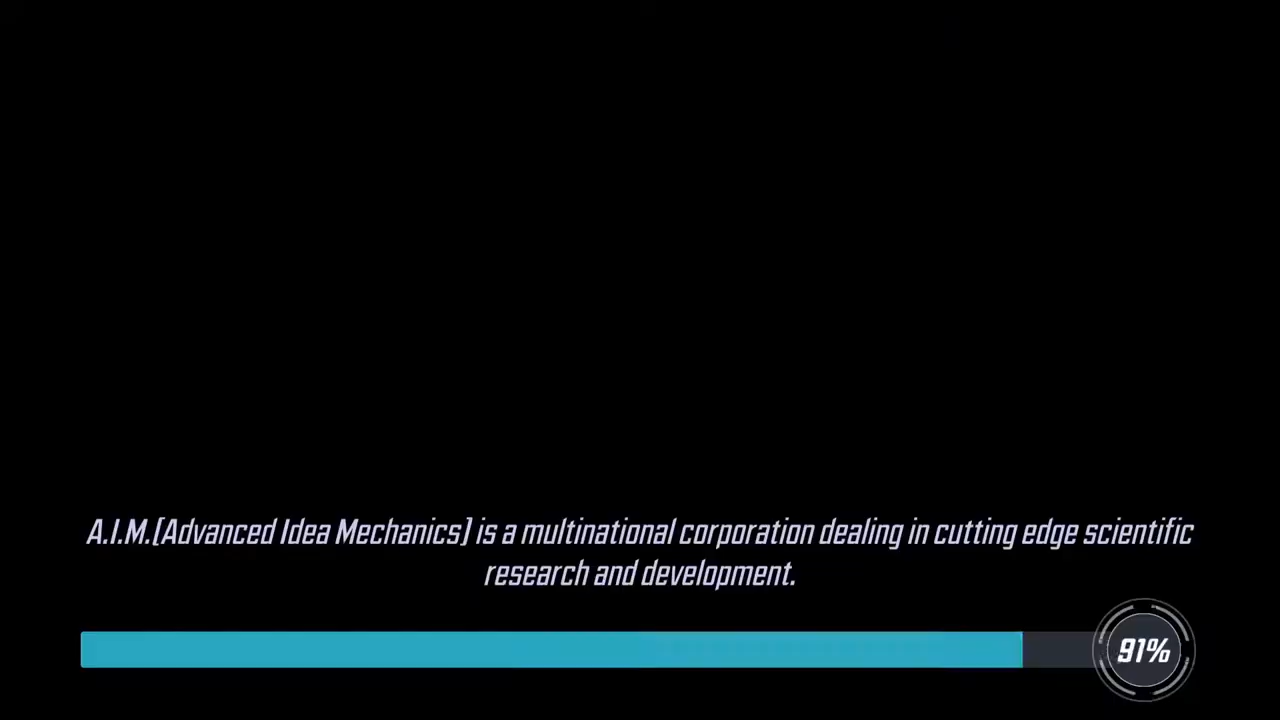 A.I.M.[Advanced Idea Mechanics] is a multinational corporation dealing in cutting edge scientific
research and development.
91%